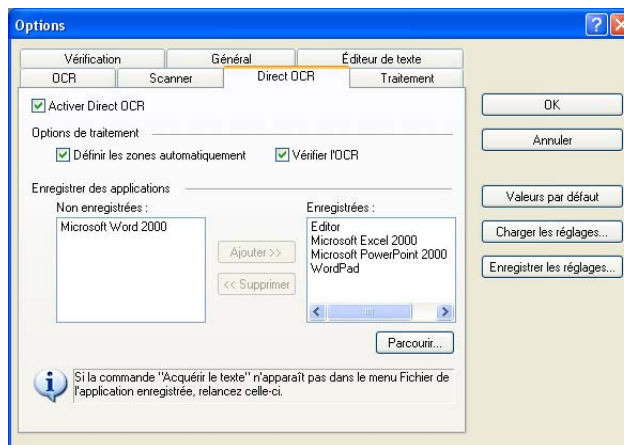 Options
Vérification
Général
Éditeur de texte
OCR
Scanner
Direct OCR
Traitement
Activer Direct OCR
Options de traitement
Définir les zones automatiquement
Vérifier l'OCR
Enregistrer des applications
Non enregistrées :
Enregistrées :
Microsoft Word 2000
Editor
Microsoft Excel 2000
Microsoft PowerPoint 2000
WordPad
Ajouter >>
<< Supprimer
Parcourir...
Si la commande "Acquérir le texte" n'apparaît pas dans le menu Fichier de
l'application enregistrée, relancez celle-ci.
OK
Annuler
Valeurs par défaut
Charger les réglages...
Enregistrer les réglages...